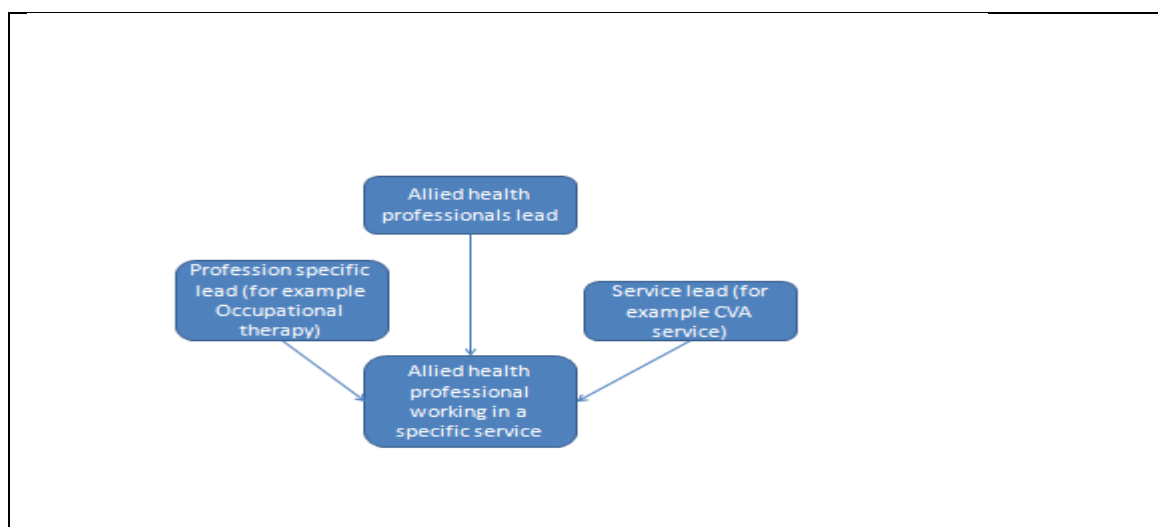 Allied health
professionals lead
Profession specific
lead (for example
Occupational
therapy)
Service lead (for
example CVA
service)
Allied health
professional
working in a
specific service